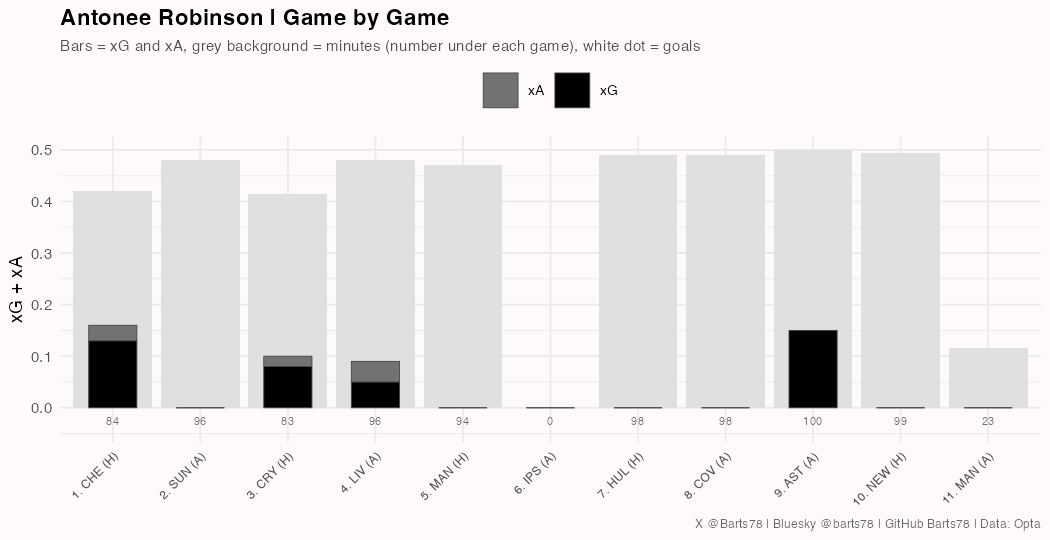 Antonee Robinson | Game by Game
Bars = xG and xA, grey background = minutes (number under each game), white dot = goals
xA xG
xG + xA
0.5
0.4
0.3
0.2
0.1
0.0
84 96 83 96 94 0 98 98 100 99 23
1. CHE (H) 2. SUN (A) 3. CRY (H) 4. LIV (A) 5. MAN (H) 6. IPS (A) 7. HUL (H) 8. COV (A) 9. AST (A) 10. NEW (H) 11. MAN (A)
X @Barts78 | Bluesky @barts78 | GitHub Barts78 | Data: Opta